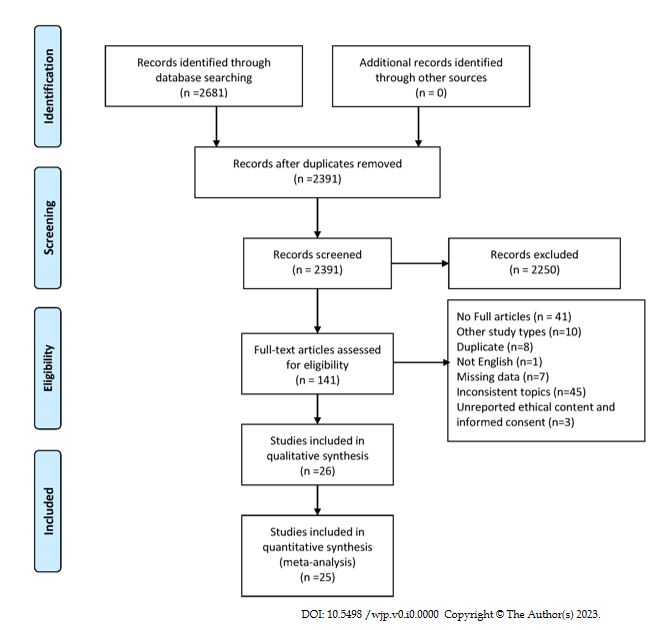 Identification
Records identified through
database searching
(n =2681)
Additional records identified
through other sources
(n = 0)
Records after duplicates removed
(n =2391)
Screening
Records screened
(n = 2391)
Records excluded
(n = 2250)
Eligibility
Full-text articles assessed
for eligibility
(n = 141)
No Full articles (n = 41)
Other study types (n=10)
Duplicate (n=8)
Not English (n=1)
Missing data (n=7)
Inconsistent topics (n=45)
Unreported ethical content and
informed consent (n=3)
Studies included in
qualitative synthesis
(n =26)
Included
Studies included in
quantitative synthesis
(meta-analysis)
(n =25)
DOI: 10.5498 /wjp.v0.i0.0000 Copyright © The Author(s) 2023.